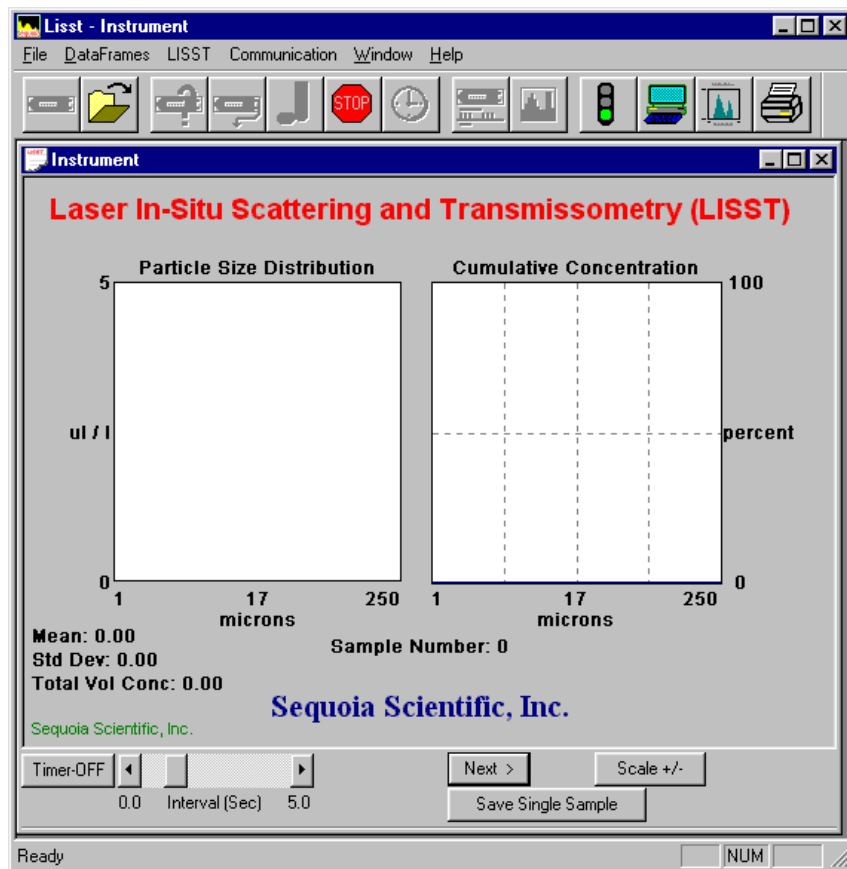 Lisst - Instrument
File DataFrames LISST Communication Window Help
STOP
Instrument
Laser In-Situ Scattering and Transmissometry (LISST)
Particle Size Distribution Cumulative Concentration
5 100
ul / l percent
0 0
1 17 250 1 17 250
microns microns
Mean: 0.00
Sample Number: 0
Std Dev: 0.00
Total Vol Conc: 0.00
Sequoia Scientific, Inc.
Sequoia Scientific, Inc.
Timer-OFF Next > Scale +/-
0.0 Interval (Sec) 5.0 Save Single Sample
Ready NUM